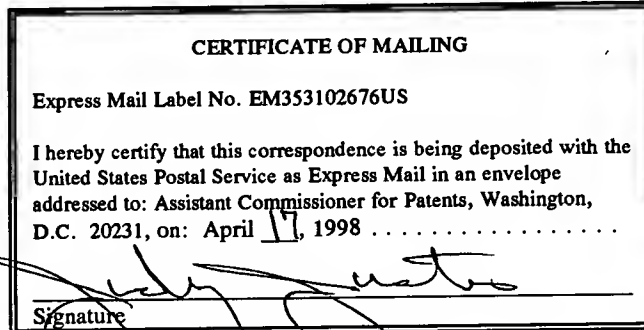 CERTIFICATE OF MAILING
Express Mail Label No. EM353102676US
I hereby certify that this correspondence is being deposited with the
United States Postal Service as Express Mail in an envelope
addressed to: Assistant Commissioner for Patents, Washington,
D.C. 20231, on: April 17, 1998 . . . . . . . . . . . . . . . . . .
Signature